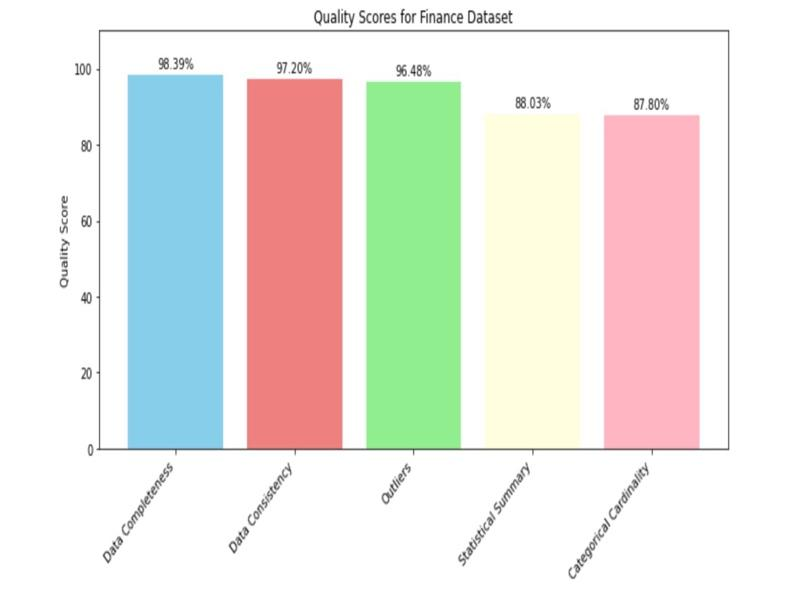 Quality Scores for Finance Dataset
98.39%
97.20%
96.48%
88.03%
87.80%
100
80
60
40
20
0
Quality Score
Data Completeness
Data Consistency
Outliers
Statistical Summary
Categorical Cardinality